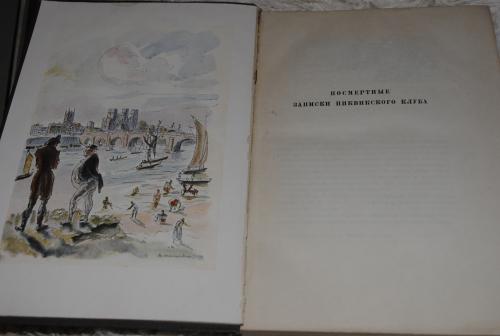 ПОСМЕРТНЫЕ
ЗАПИСКИ ПИКВИКСКОГО КЛУБА